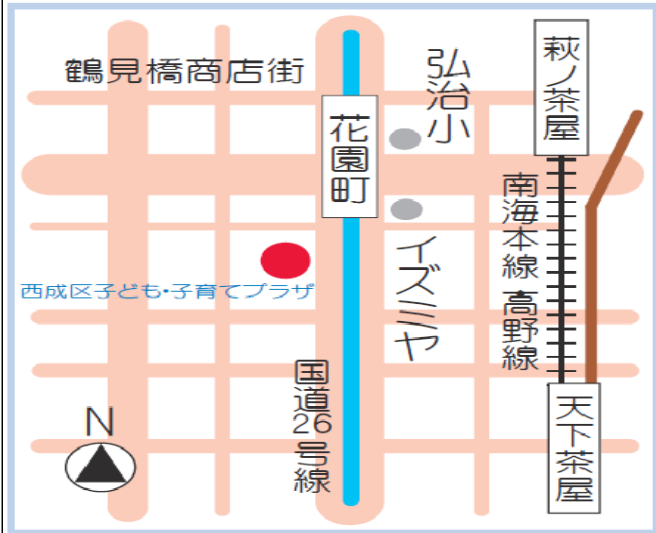 鶴見橋商店街
弘治小
萩ノ茶屋
花園町
南海本線 高野線
イズミヤ
西成区子ども・子育てプラザ
国道26号線
天下茶屋
N